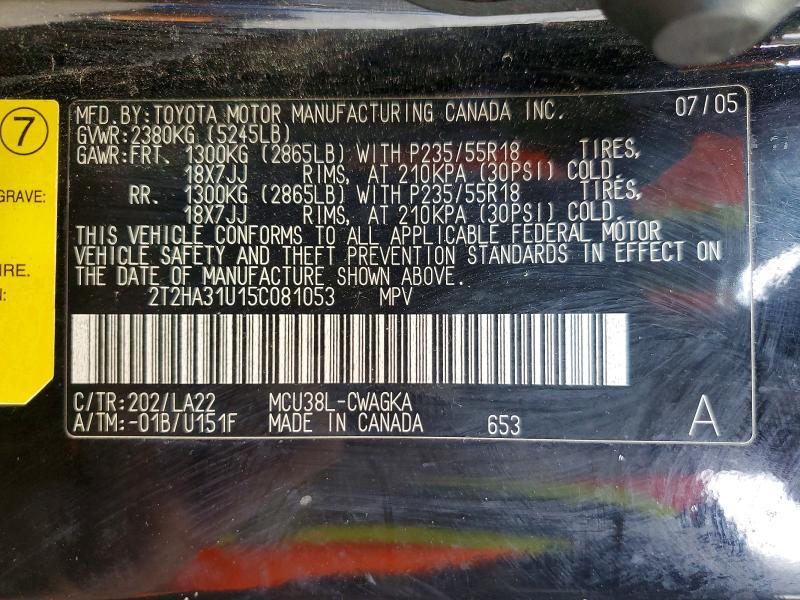 7
GRAVE:
IRE.
N:
MFD.BY:TOYOTA MOTOR MANUFACTURING CANADA INC. 07/05
GVWR:2380KG (5245LB)
GAWR:FRT. 1300KG (2865LB) WITH P235/55R18 TIRES,
18X7JJ RIMS, AT 210KPA (30PSI) COLD.
RR. 1300KG (2865LB) WITH P235/55R18 TIRES,
18X7JJ RIMS, AT 210KPA (30PSI) COLD.
THIS VEHICLE CONFORMS TO ALL APPLICABLE FEDERAL MOTOR
VEHICLE SAFETY AND THEFT PREVENTION STANDARDS IN EFFECT ON
THE DATE OF MANUFACTURE SHOWN ABOVE.
2T2HA31U15C081053 MPV
C/TR:202/LA22 MCU38L-CWAGKA
A/TM:-01B/U151F MADE IN CANADA 653 A